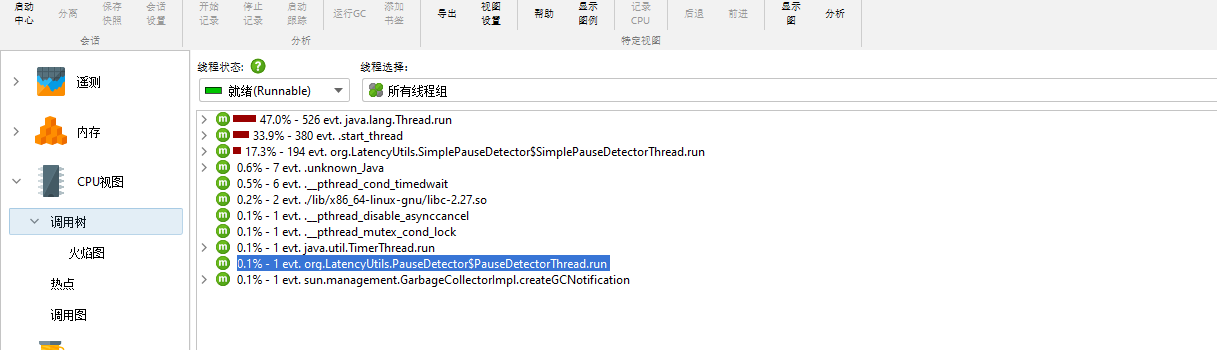 启动中心 分离 保存快照 会话设置 开始记录 停止记录 启动跟踪 运行GC 添加书签 导出 视图设置 帮助 显示图例 记录CPU 后退 前进 显示图 分析
会话 分析 特定视图
线程状态: ? 线程选择:
就绪(Runnable) 所有线程组
遥测
内存
CPU视图
调用树
火焰图
热点
调用图
m 47.0% - 526 evt. java.lang.Thread.run
m 33.9% - 380 evt. .start_thread
m 17.3% - 194 evt. org.LatencyUtils.SimplePauseDetector$SimplePauseDetectorThread.run
m 0.6% - 7 evt. .unknown_Java
m 0.5% - 6 evt. .__pthread_cond_timedwait
m 0.2% - 2 evt. ./lib/x86_64-linux-gnu/libc-2.27.so
m 0.1% - 1 evt. .__pthread_disable_asynccancel
m 0.1% - 1 evt. .__pthread_mutex_cond_lock
m 0.1% - 1 evt. java.util.TimerThread.run
m 0.1% - 1 evt. org.LatencyUtils.PauseDetector$PauseDetectorThread.run
m 0.1% - 1 evt. sun.management.GarbageCollectorImpl.createGCNotification